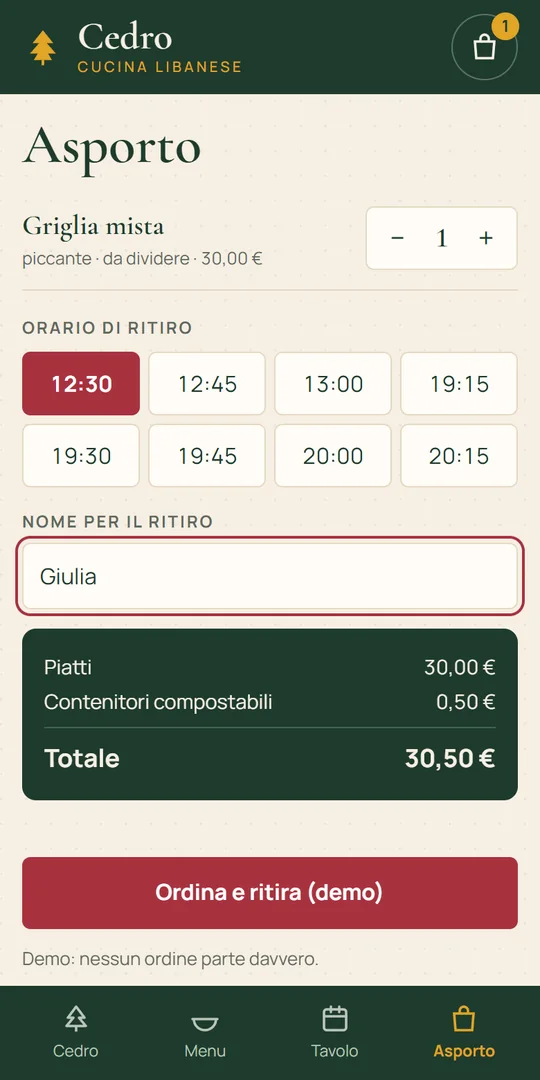 Cedro
CUCINA LIBANESE
1
Asporto
Griglia mista
piccante · da dividere · 30,00 €
− 1 +
ORARIO DI RITIRO
12:30 12:45 13:00 19:15
19:30 19:45 20:00 20:15
NOME PER IL RITIRO
Giulia
Piatti 30,00 €
Contenitori compostabili 0,50 €
Totale 30,50 €
Ordina e ritira (demo)
Demo: nessun ordine parte davvero.
Cedro Menu Tavolo Asporto